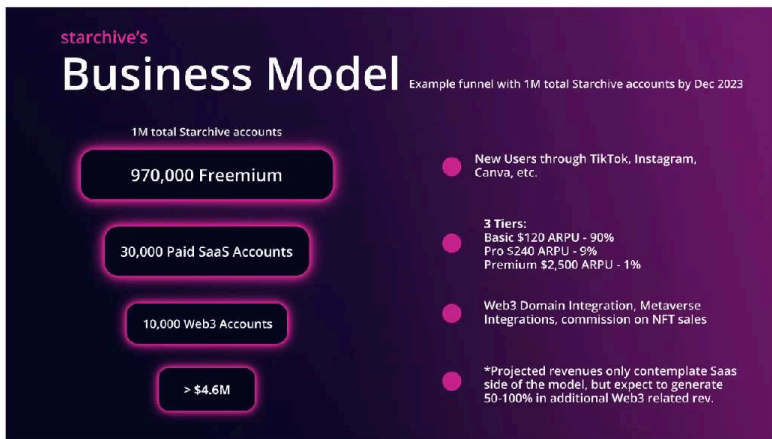 starchive's
Business Model
Example funnel with 1M total Starchive accounts by Dec 2023
1M total Starchive accounts
970,000 Freemium
New Users through TikTok, Instagram,
Canva, etc.
30,000 Paid SaaS Accounts
3 Tiers:
Basic $120 ARPU - 90%
Pro $240 ARPU - 9%
Premium $2,500 ARPU - 1%
10,000 Web3 Accounts
Web3 Domain Integration, Metaverse
Integrations, commission on NFT sales
> $4.6M
*Projected revenues only contemplate Saas
side of the model, but expect to generate
50-100% in additional Web3 related rev.